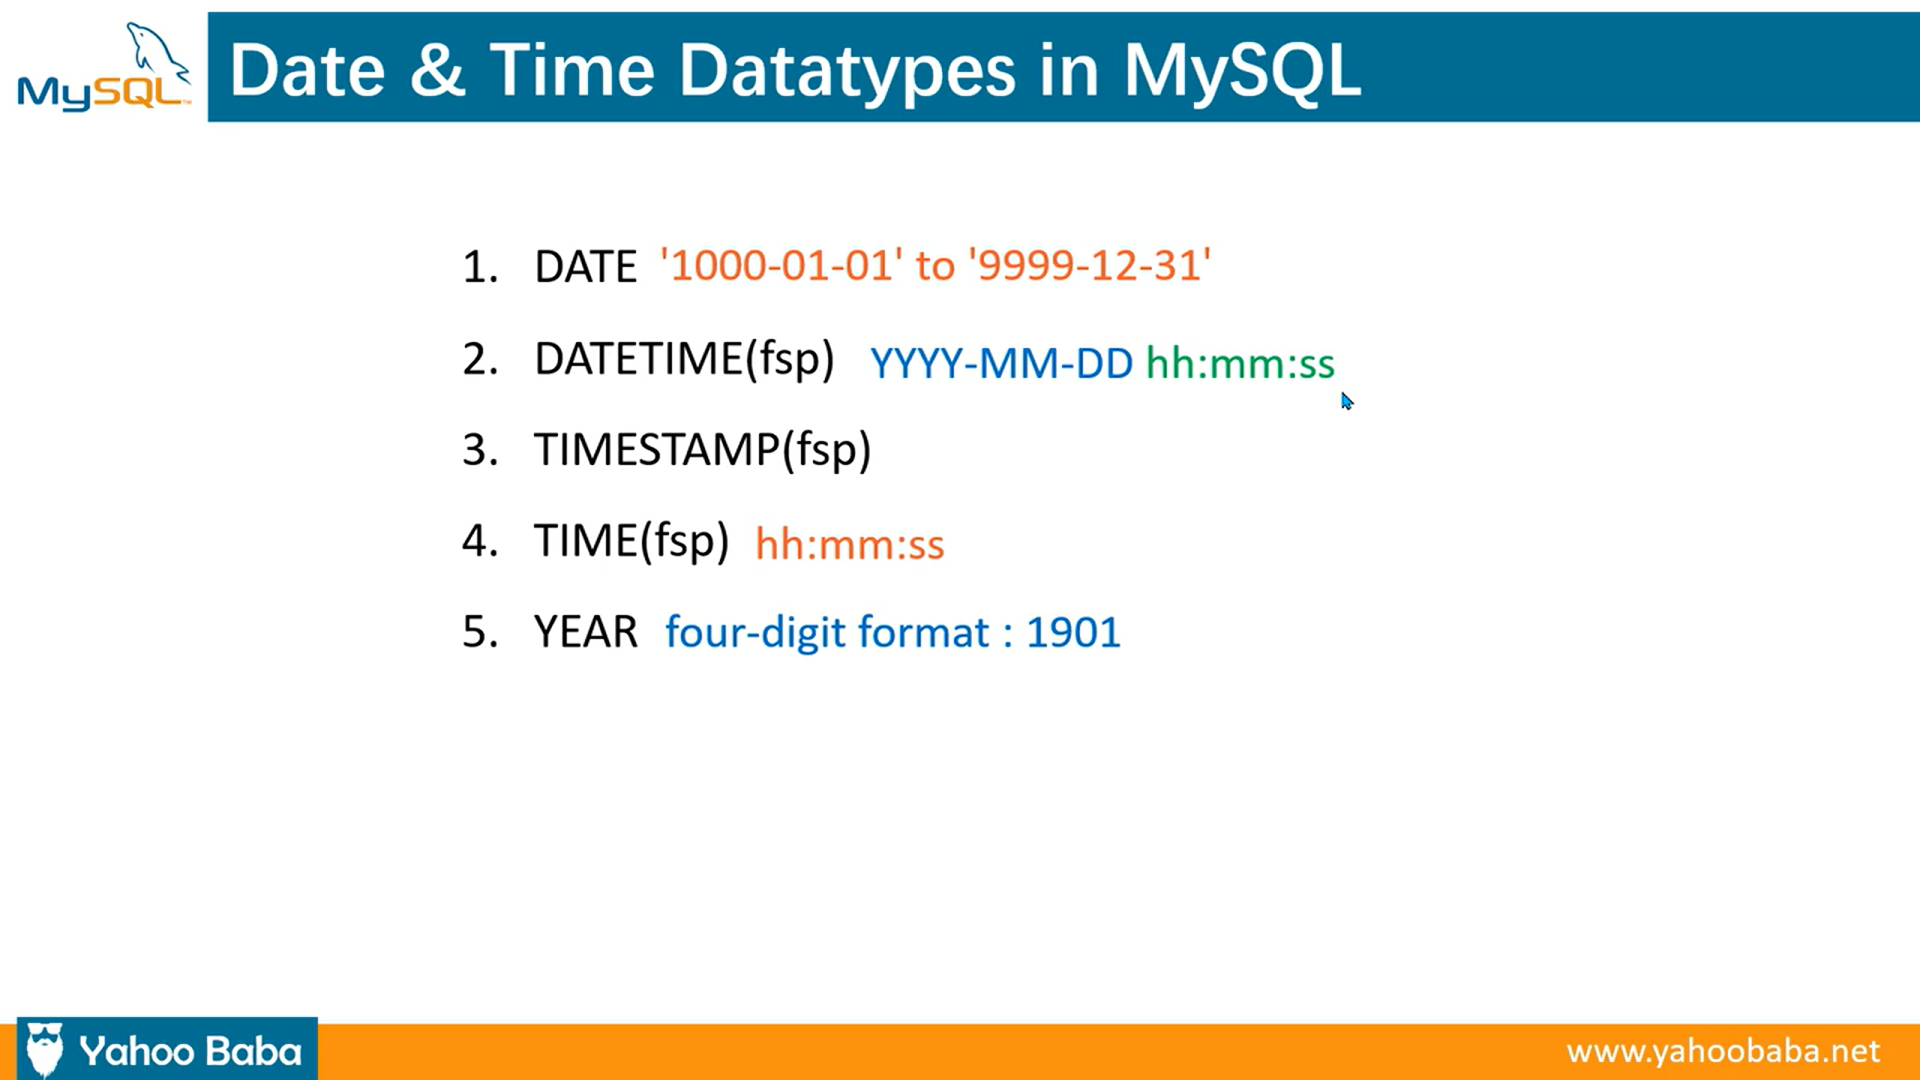 MySQL™
Date & Time Datatypes in MySQL
1. DATE '1000-01-01' to '9999-12-31'
2. DATETIME(fsp) YYYY-MM-DD hh:mm:ss
3. TIMESTAMP(fsp)
4. TIME(fsp) hh:mm:ss
5. YEAR four-digit format : 1901
Yahoo Baba
www.yahoobaba.net